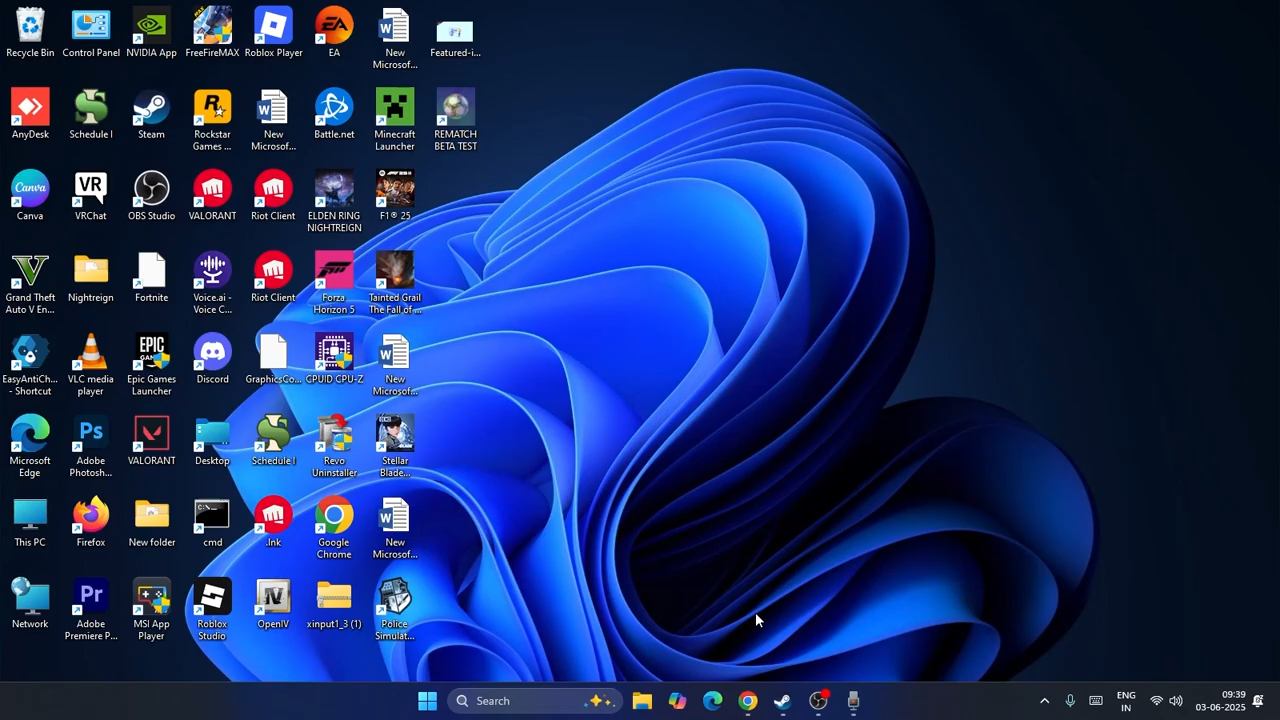 Recycle Bin
Control Panel
NVIDIA App
FreeFireMAX
Roblox Player
EA
New
Microsof...
Featured-i...
AnyDesk
Schedule I
Steam
Rockstar
Games ...
New
Microsof...
Battle.net
Minecraft
Launcher
REMATCH
BETA TEST
Canva
VRChat
OBS Studio
VALORANT
Riot Client
ELDEN RING
NIGHTREIGN
F1® 25
Grand Theft
Auto V En...
Nightreign
Fortnite
Voice.ai -
Voice C...
Riot Client
Forza
Horizon 5
Tainted Grail
The Fall of ...
EasyAntiCh...
- Shortcut
VLC media
player
Epic Games
Launcher
Discord
GraphicsCo...
CPUID CPU-Z
New
Microsof...
Microsoft
Edge
Adobe
Photosh...
VALORANT
Desktop
Schedule I
Revo
Uninstaller
Stellar
Blade...
This PC
Firefox
New folder
cmd
.lnk
Google
Chrome
New
Microsof...
Network
Adobe
Premiere P...
MSI App
Player
Roblox
Studio
OpenIV
xinput1_3 (1)
Police
Simulat...
Search
ENG
IN
09:39
03-06-2025